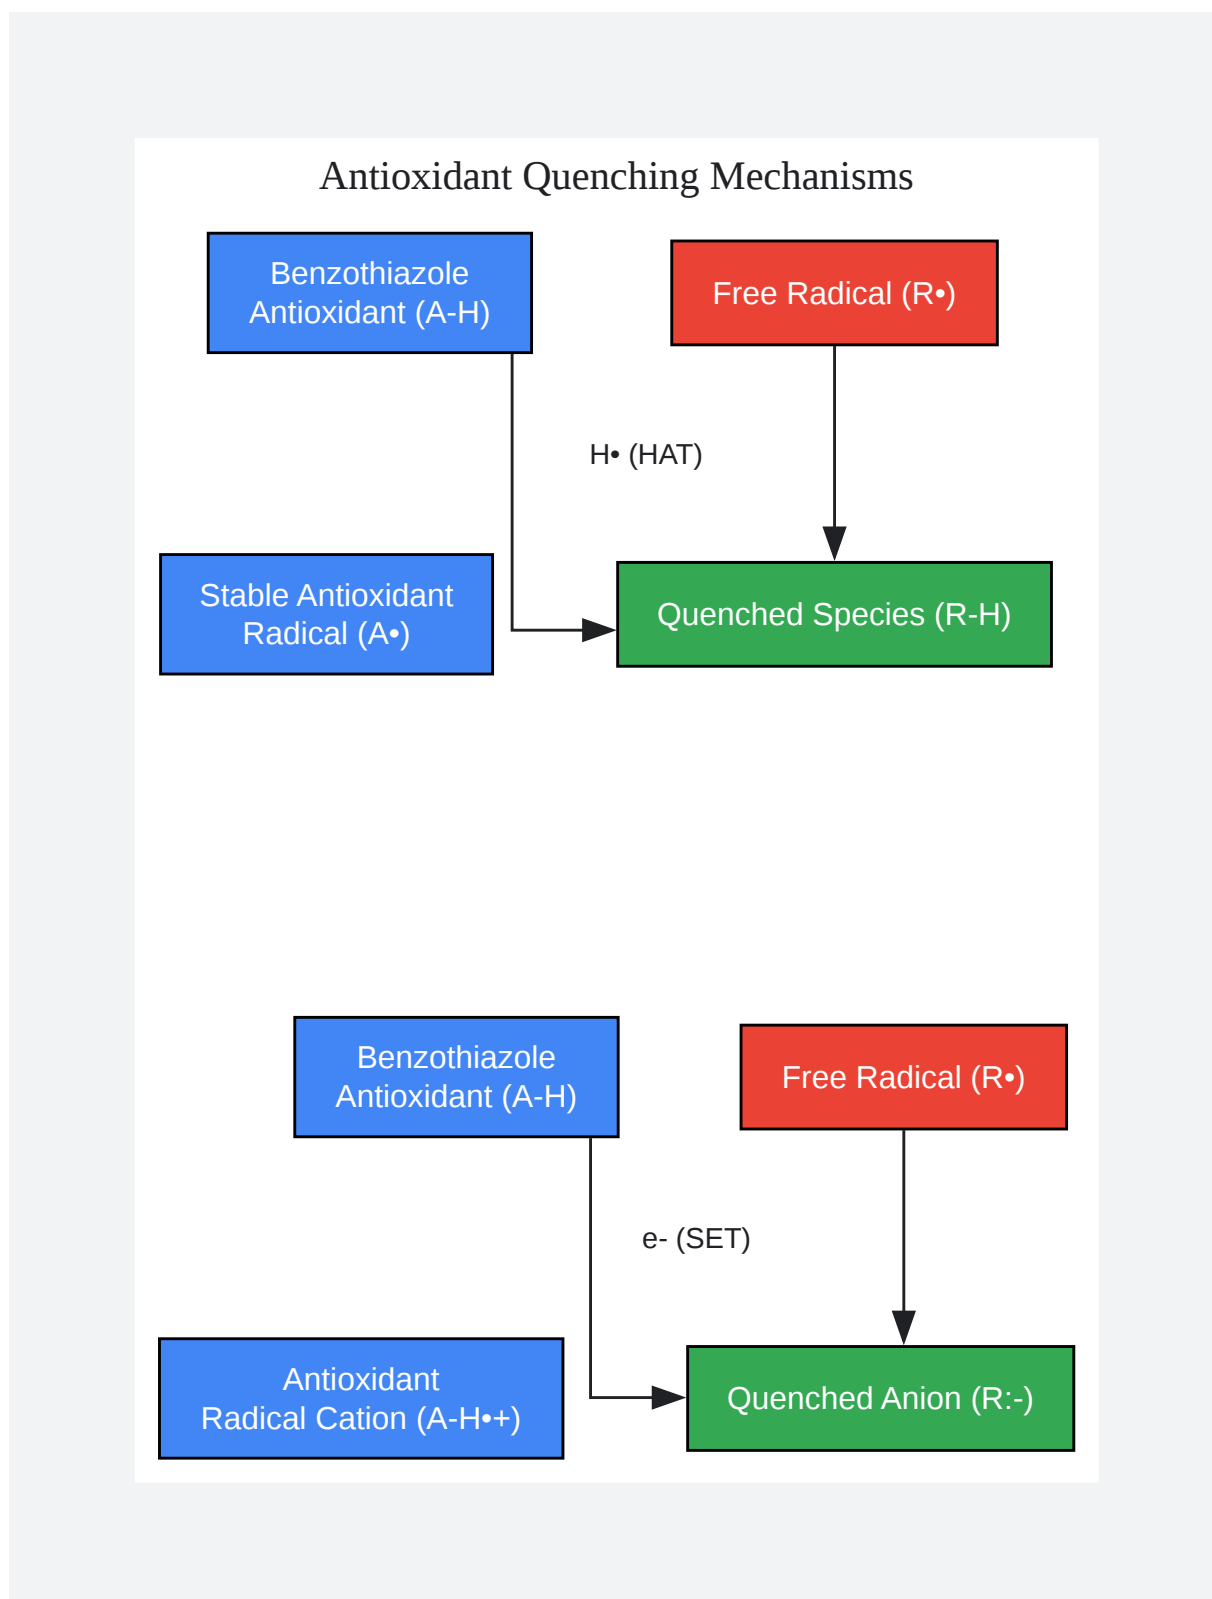 Antioxidant Quenching Mechanisms
Benzothiazole
Antioxidant (A-H)
Free Radical (R•)
H• (HAT)
Stable Antioxidant
Radical (A•)
Quenched Species (R-H)
Benzothiazole
Antioxidant (A-H)
Free Radical (R•)
e- (SET)
Antioxidant
Radical Cation (A-H•+)
Quenched Anion (R:-)